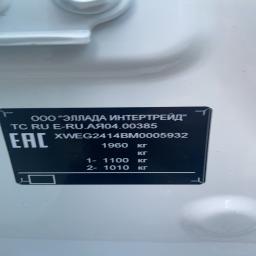 ООО "ЭЛЛАДА ИНТЕРТРЕЙД"
ТС RU E-RU.АЯ04.00385
EAC XWEG2414BM0005932
1960 кг
кг
1- 1100 кг
2- 1010 кг